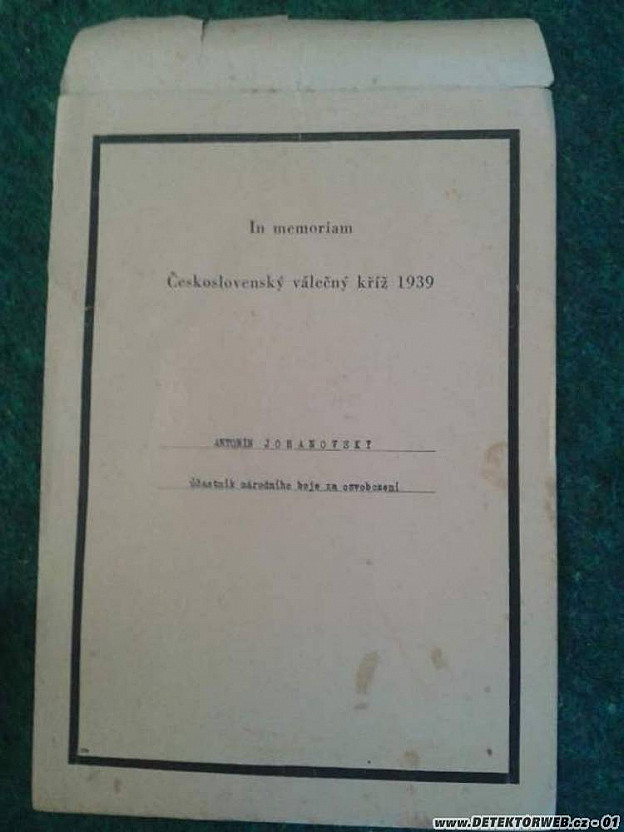 In memoriam
Československý válečný kříž 1939
ANTONÍN JOHANOVSKÝ
Účastník národního boje za osvobození
www.DETEKTORWEB.cz - 01